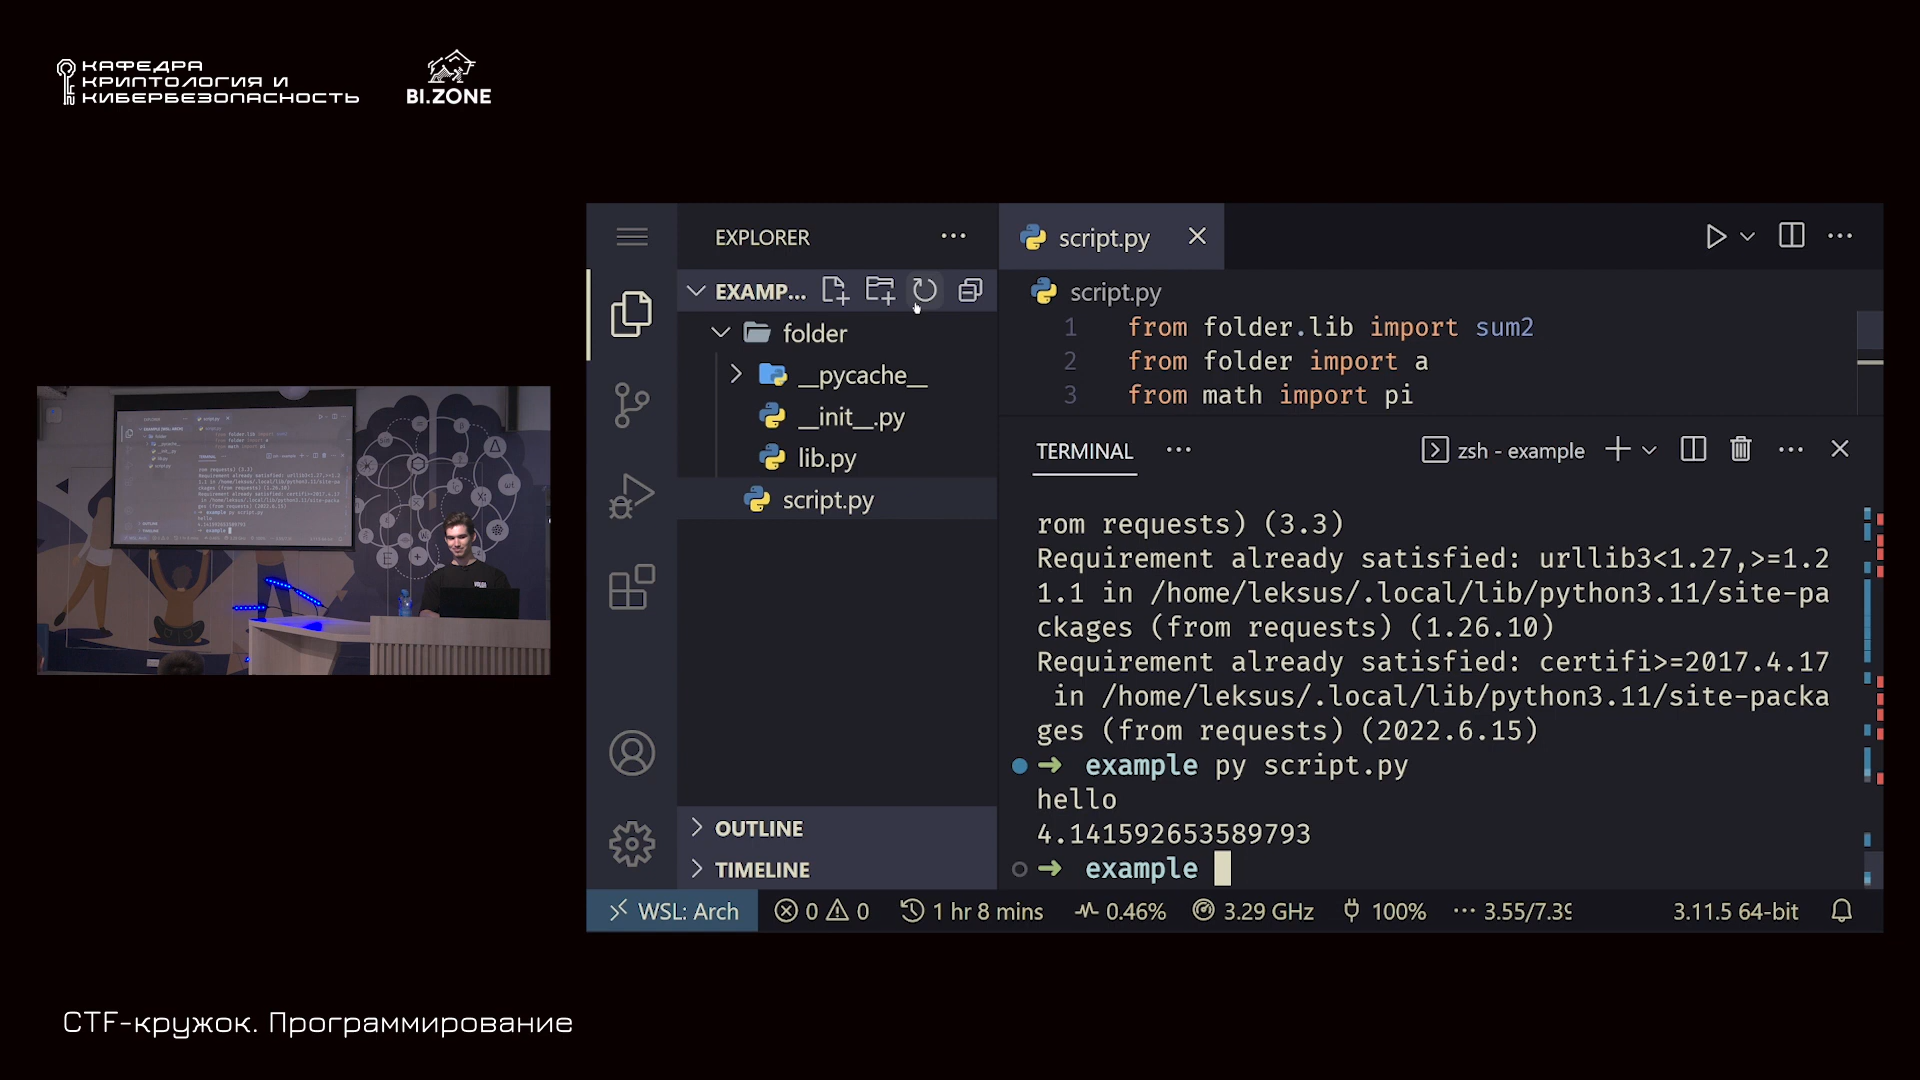 КАФЕДРА
КРИПТОЛОГИЯ И
КИБЕРБЕЗОПАСНОСТЬ
BI.ZONE
EXPLORER
EXAMP...
folder
__pycache__
__init__.py
lib.py
script.py
OUTLINE
TIMELINE
script.py
script.py
1 from folder.lib import sum2
2 from folder import a
3 from math import pi
TERMINAL
zsh - example
rom requests) (3.3)
Requirement already satisfied: urllib3<1.27,>=1.2
1.1 in /home/leksus/.local/lib/python3.11/site-pa
ckages (from requests) (1.26.10)
Requirement already satisfied: certifi>=2017.4.17
 in /home/leksus/.local/lib/python3.11/site-packa
ges (from requests) (2022.6.15)
example py script.py
hello
4.141592653589793
example
WSL: Arch 0 0 1 hr 8 mins 0.46% 3.29 GHz 100% 3.55/7.39 3.11.5 64-bit
CTF-кружок. Программирование